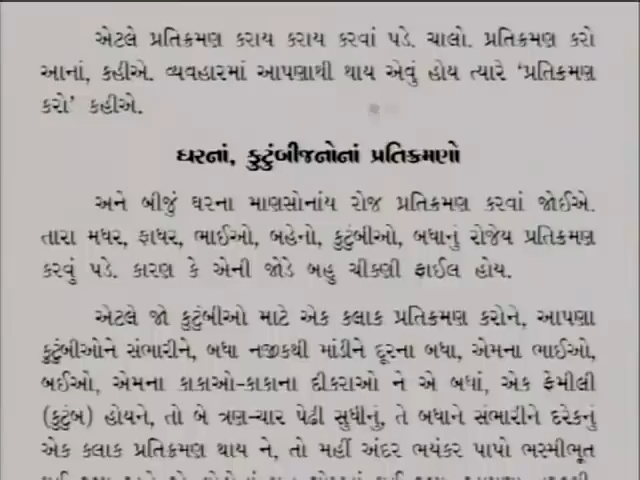 એટલે પ્રતિક્રમણ કરાય કરાય કરવાં પડે. ચાલો. પ્રતિક્રમણ કરો
આનાં, કહીએ. વ્યવહારમાં આપણાથી થાય એવું હોય ત્યારે ‘પ્રતિક્રમણ
કરો’ કહીએ.
ઘરનાં, કુટુંબીજનોનાં પ્રતિક્રમણો
અને બીજું ઘરના માણસોનાંય રોજ પ્રતિક્રમણ કરવાં જોઈએ.
તારા મધર, ફાધર, ભાઈઓ, બહેનો, કુટુંબીઓ, બધાનું રોજેય પ્રતિક્રમણ
કરવું પડે. કારણ કે એની જોડે બહુ ચીકણી ફાઈલ હોય.
એટલે જો કુટુંબીઓ માટે એક કલાક પ્રતિક્રમણ કરોને, આપણા
કુટુંબીઓને સંભારીને, બધા નજીકથી માંડીને દૂરના બધા, એમના ભાઈઓ,
બઈઓ, એમના કાકાઓ-કાકાના દીકરાઓ ને એ બધાં, એક ફેમીલી
(કુટુંબ) હોયને, તો બે ત્રણ-ચાર પેઢી સુધીનું, તે બધાને સંભારીને દરેકનું
એક કલાક પ્રતિક્રમણ થાય ને, તો મહીં અંદર ભયંકર પાપો ભસ્મીભૂત